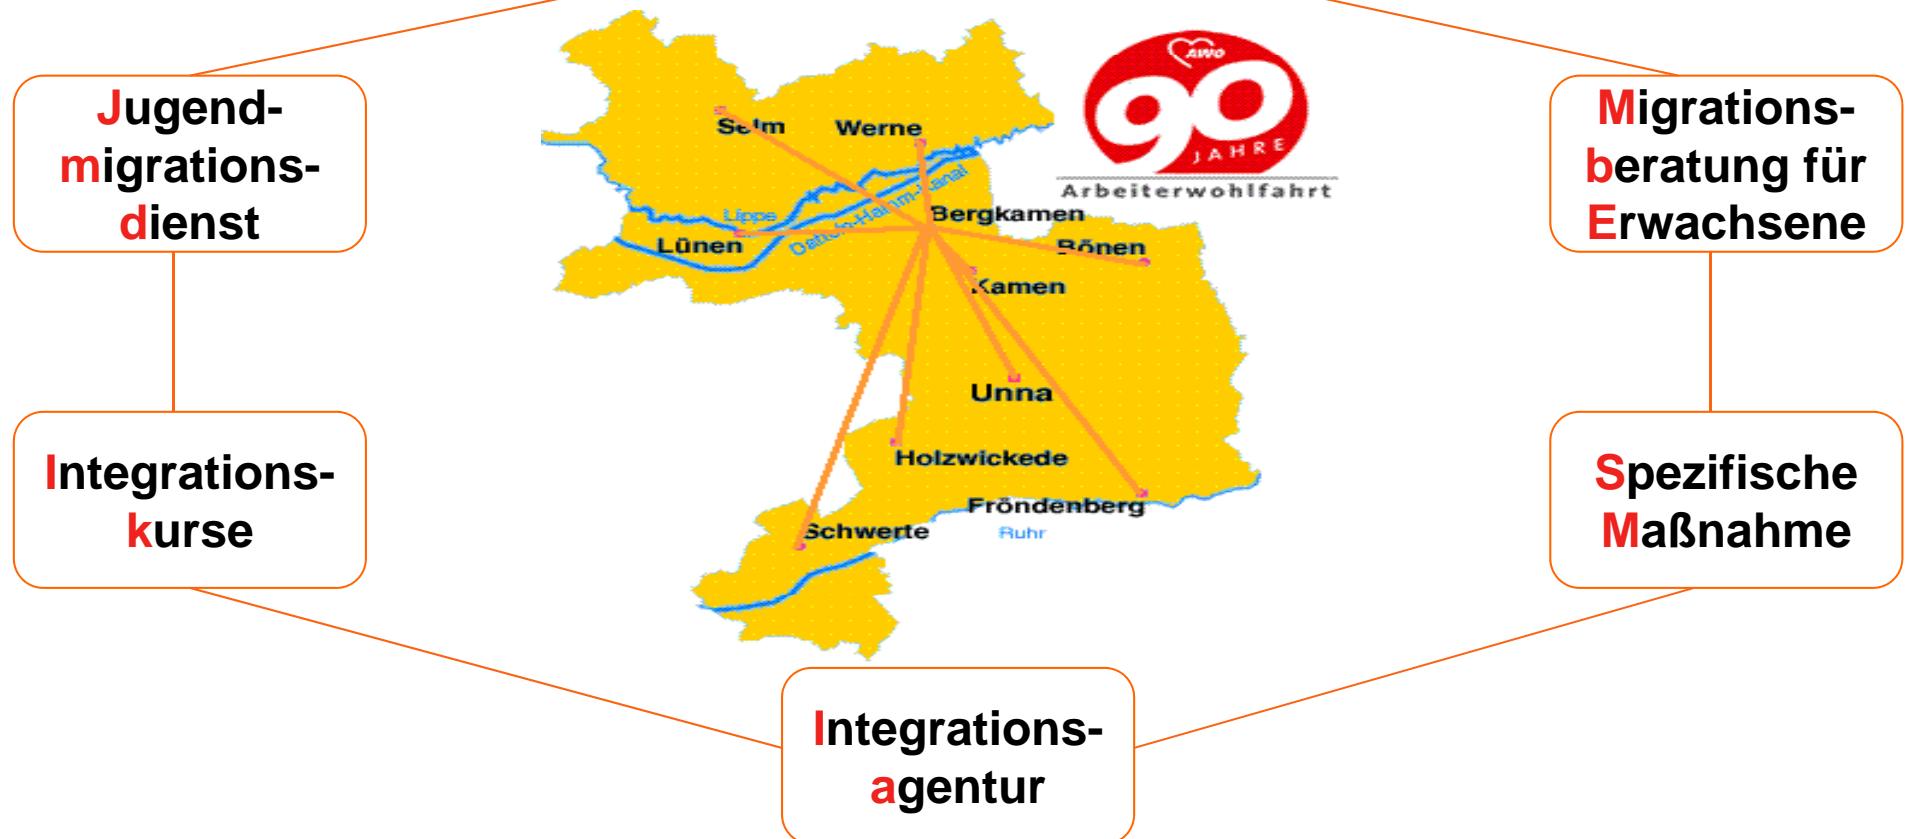 Jugend-
migrations-
dienst
Integrations-
kurse
Selm
Werne
Lippe
Datteln-Hamm-Kanal
Bergkamen
Lünen
Bönen
Kamen
Unna
Holzwickede
Fröndenberg
Schwerte
Ruhr
AWO
90
JAHRE
Arbeiterwohlfahrt
Migrations-
beratung für
Erwachsene
Spezifische
Maßnahme
Integrations-
agentur